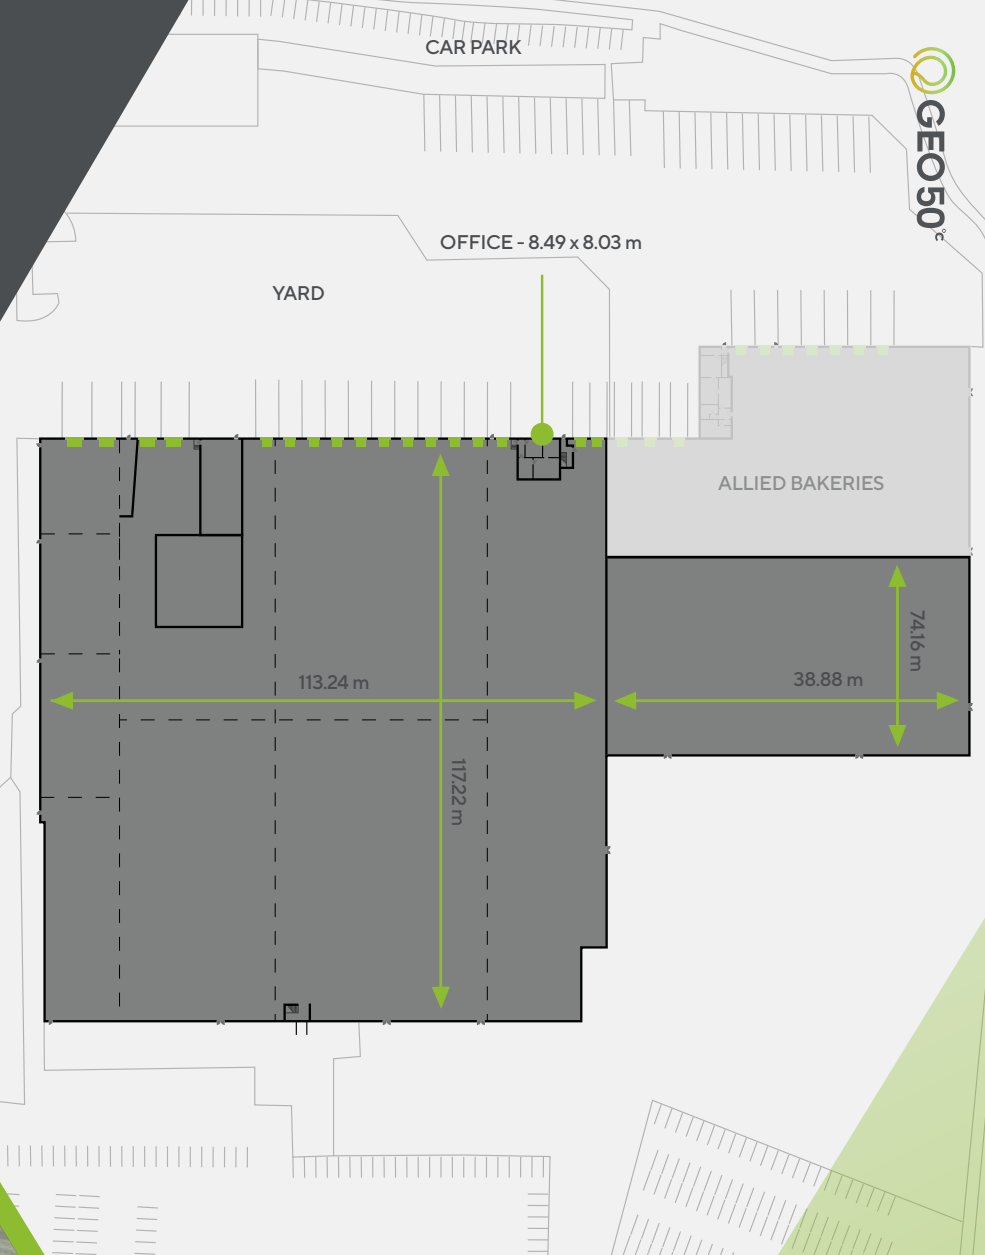 CAR PARK
GEO50°C
OFFICE - 8.49 x 8.03 m
YARD
ALLIED BAKERIES
74.16 m
113.24 m
38.88 m
117.22 m